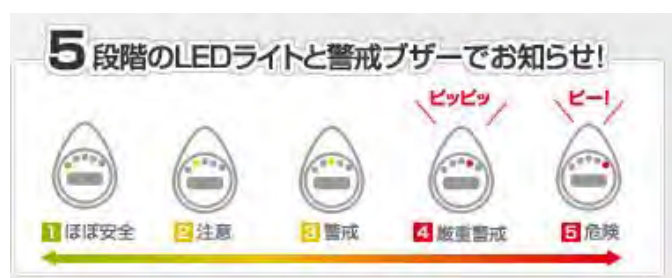 5段階のLEDライトと警戒ブザーでお知らせ!
ピッピッ
ピー!
1 ほぼ安全
2 注意
3 警戒
4 厳重警戒
5 危険